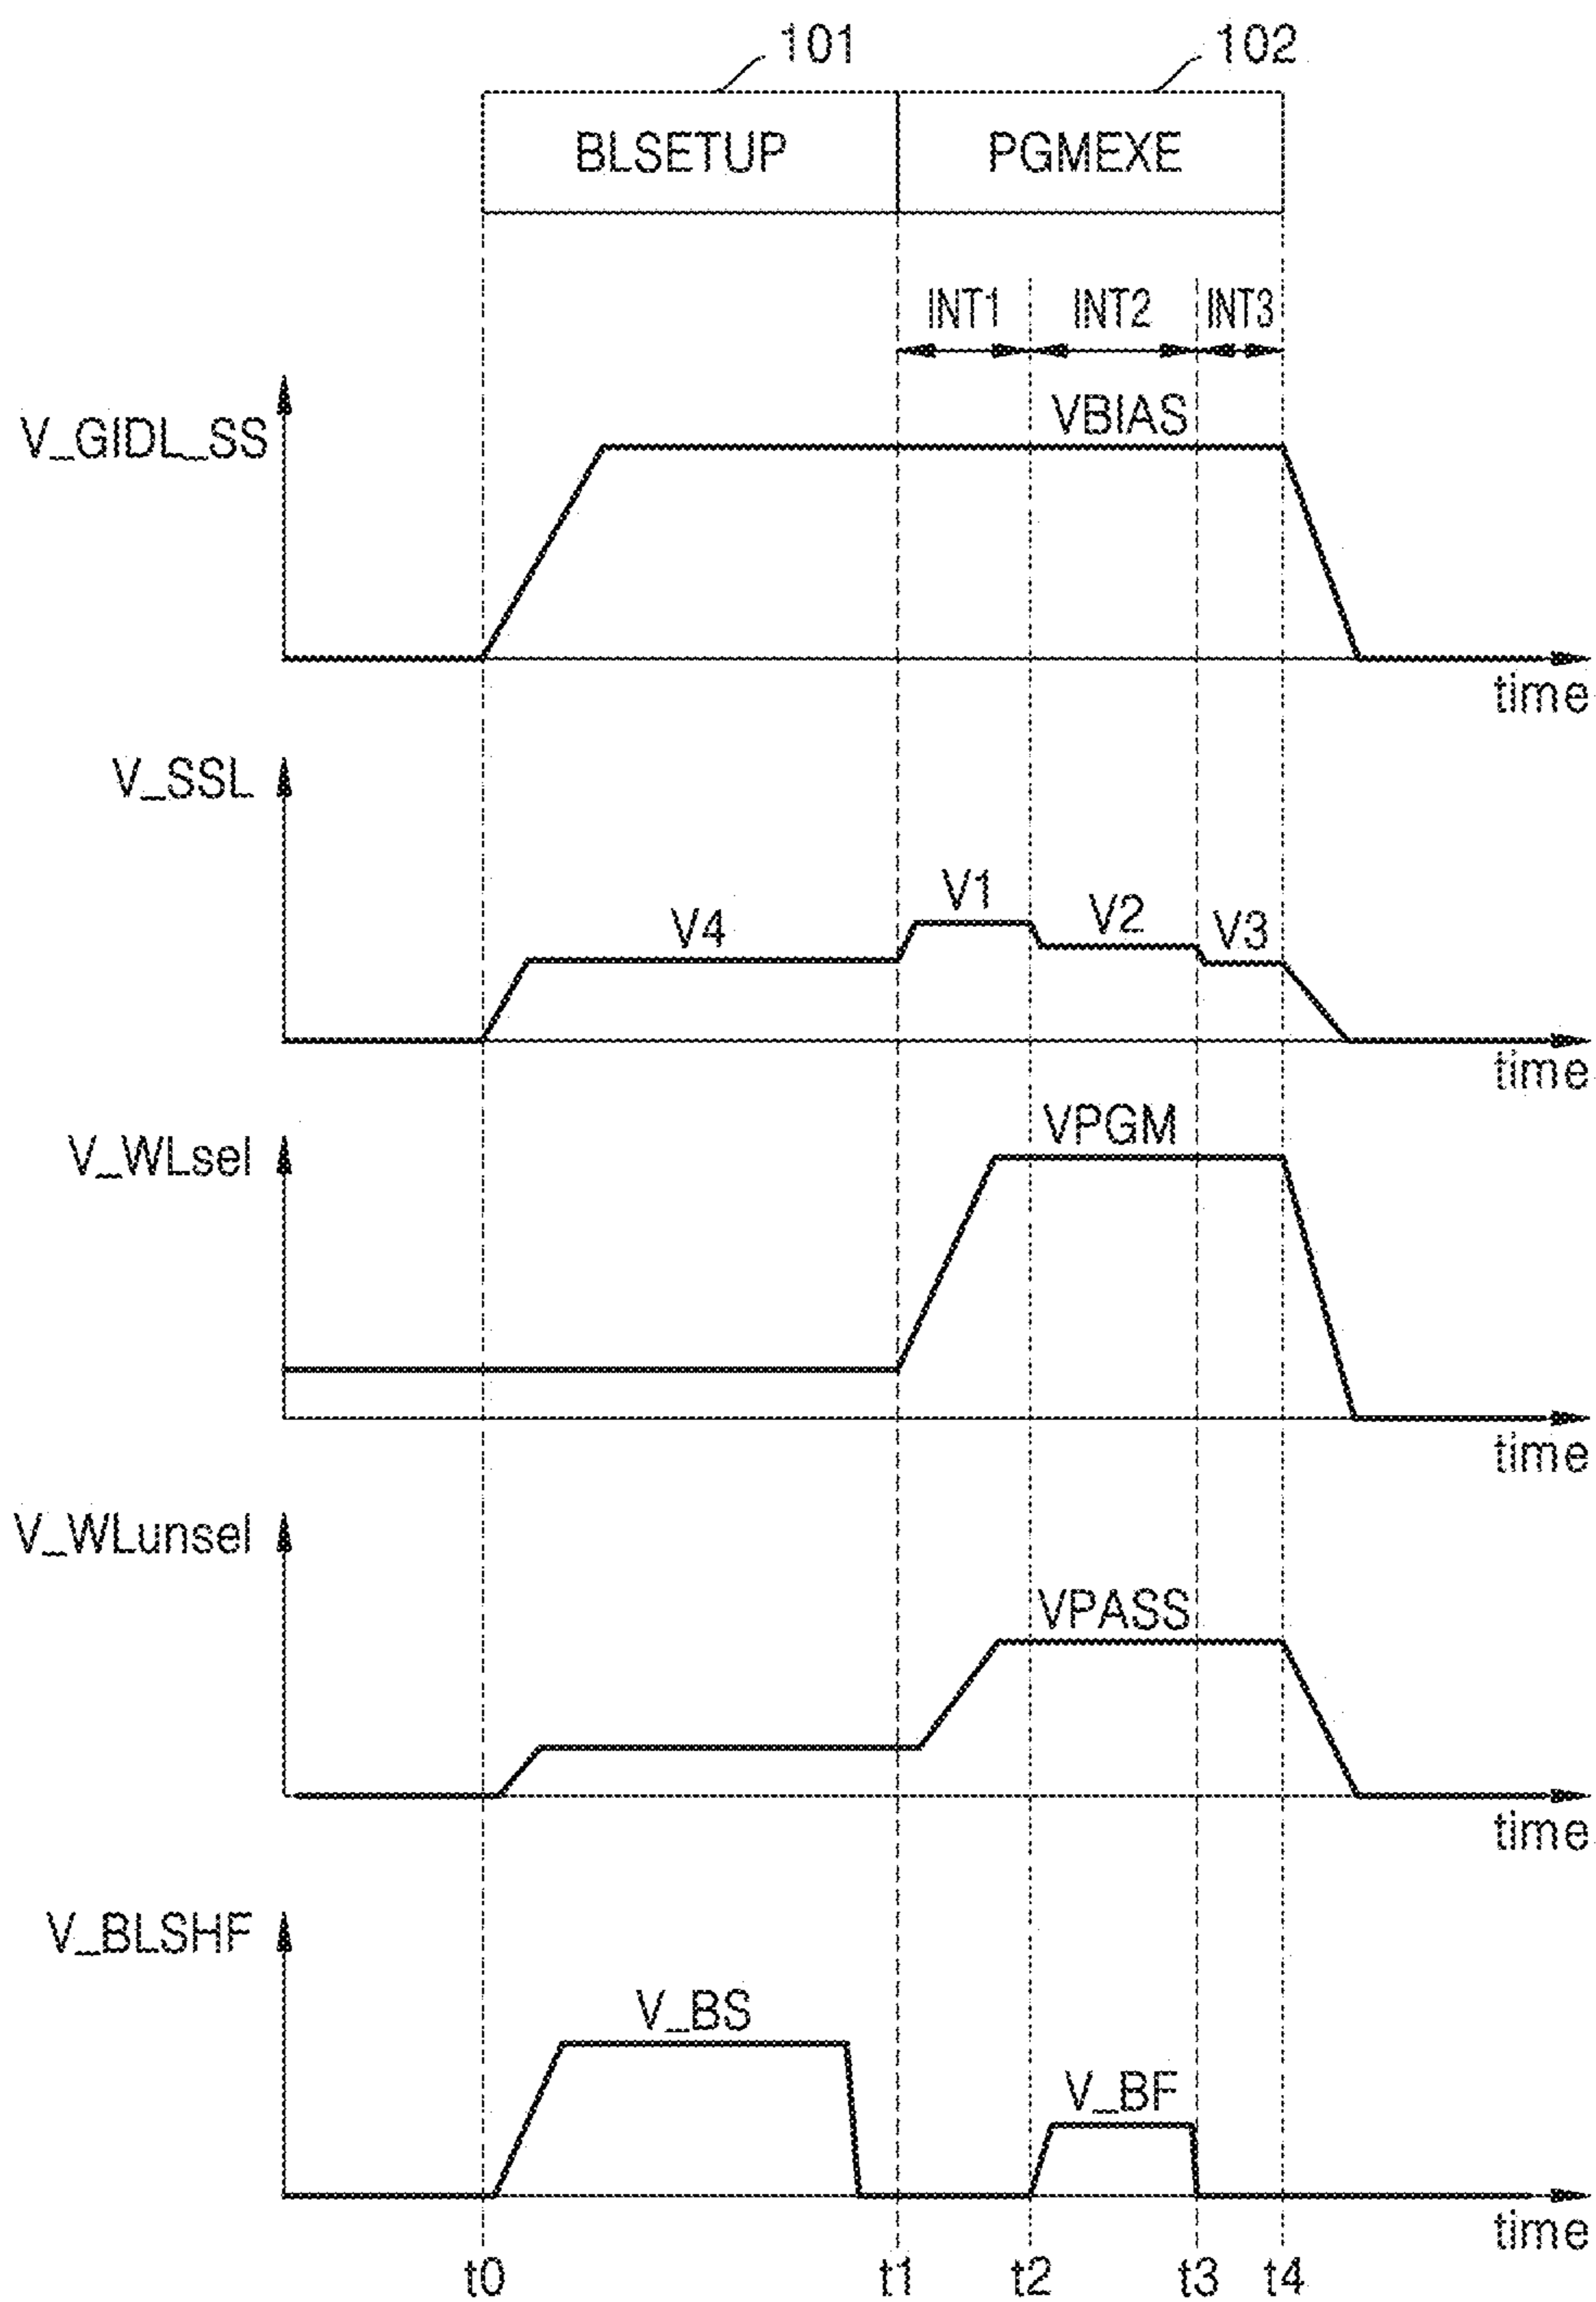 101 102
BLSETUP PGMEXE
INT1 INT2 INT3
V_GIDL_SS
VBIAS
time
V_SSL
V4 V1 V2 V3
time
V_WLsel
VPGM
time
V_WLunsel
VPASS
time
V_BLSHF
V_BS
V_BF
time
t0 t1 t2 t3 t4